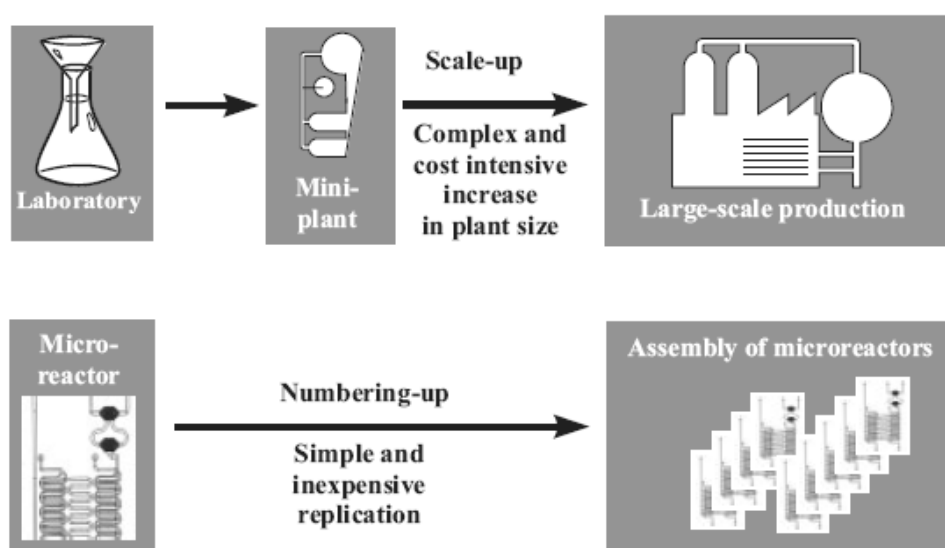 Laboratory
Mini-
plant
Scale-up
Complex and
cost intensive
increase
in plant size
Large-scale production
Micro-
reactor
Numbering-up
Simple and
inexpensive
replication
Assembly of microreactors